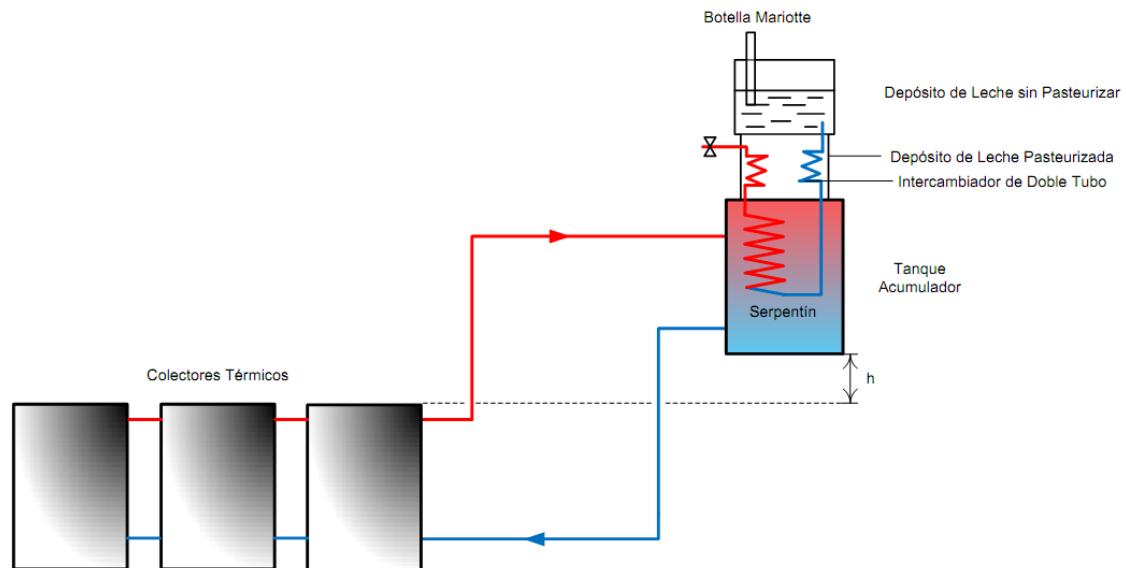 Botella Mariotte
Depósito de Leche sin Pasteurizar
Depósito de Leche Pasteurizada
Intercambiador de Doble Tubo
Tanque
Acumulador
Serpentín
h
Colectores Térmicos